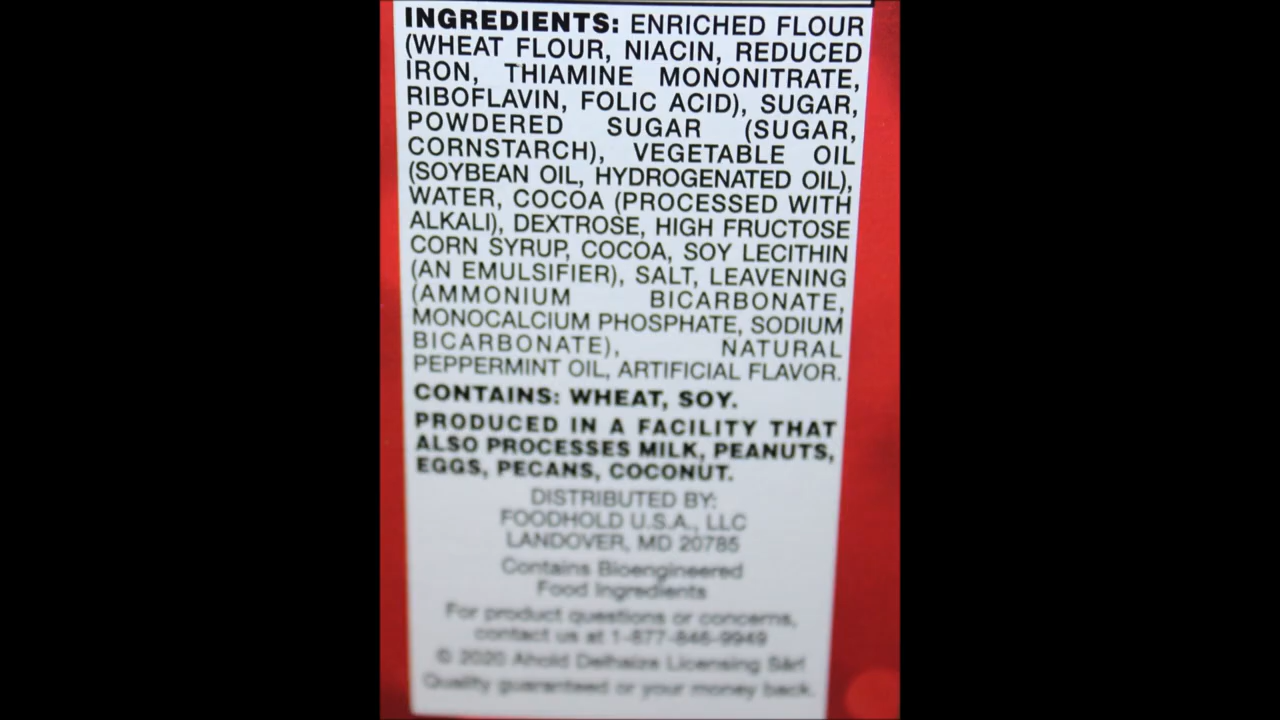 INGREDIENTS: ENRICHED FLOUR
(WHEAT FLOUR, NIACIN, REDUCED
IRON, THIAMINE MONONITRATE,
RIBOFLAVIN, FOLIC ACID), SUGAR,
POWDERED SUGAR (SUGAR,
CORNSTARCH), VEGETABLE OIL
(SOYBEAN OIL, HYDROGENATED OIL),
WATER, COCOA (PROCESSED WITH
ALKALI), DEXTROSE, HIGH FRUCTOSE
CORN SYRUP, COCOA, SOY LECITHIN
(AN EMULSIFIER), SALT, LEAVENING
(AMMONIUM BICARBONATE,
MONOCALCIUM PHOSPHATE, SODIUM
BICARBONATE), NATURAL
PEPPERMINT OIL, ARTIFICIAL FLAVOR.
CONTAINS: WHEAT, SOY.
PRODUCED IN A FACILITY THAT
ALSO PROCESSES MILK, PEANUTS,
EGGS, PECANS, COCONUT.
DISTRIBUTED BY:
FOODHOLD U.S.A., LLC
LANDOVER, MD 20785
Contains Bioengineered
Food Ingredients
For product questions or concerns,
contact us at 1-877-846-9949
© 2020 Ahold Delhaize Licensing Sàrl
Quality guaranteed or your money back.